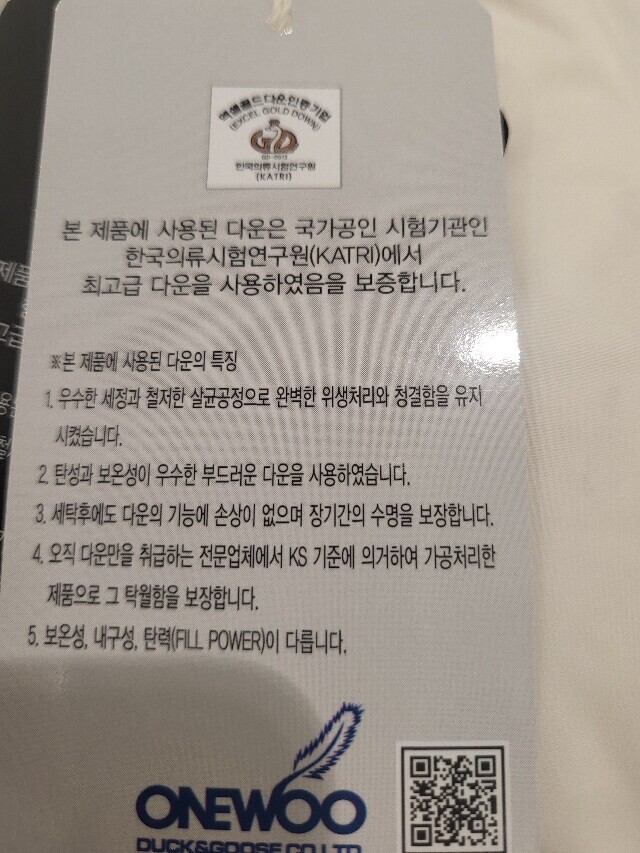 엑셀골드다운인증기업
(EXCEL GOLD DOWN)
GD
한국의류시험연구원
(KATRI)
본 제품에 사용된 다운은 국가공인 시험기관인
한국의류시험연구원(KATRI)에서
최고급 다운을 사용하였음을 보증합니다.
※본 제품에 사용된 다운의 특징
1. 우수한 세정과 철저한 살균공정으로 완벽한 위생처리와 청결함을 유지
시켰습니다.
2. 탄성과 보온성이 우수한 부드러운 다운을 사용하였습니다.
3. 세탁후에도 다운의 기능에 손상이 없으며 장기간의 수명을 보장합니다.
4. 오직 다운만을 취급하는 전문업체에서 KS 기준에 의거하여 가공처리한
제품으로 그 탁월함을 보장합니다.
5. 보온성, 내구성, 탄력(FILL POWER)이 다릅니다.
ONEWOO
DUCK&GOOSE CO.LTD